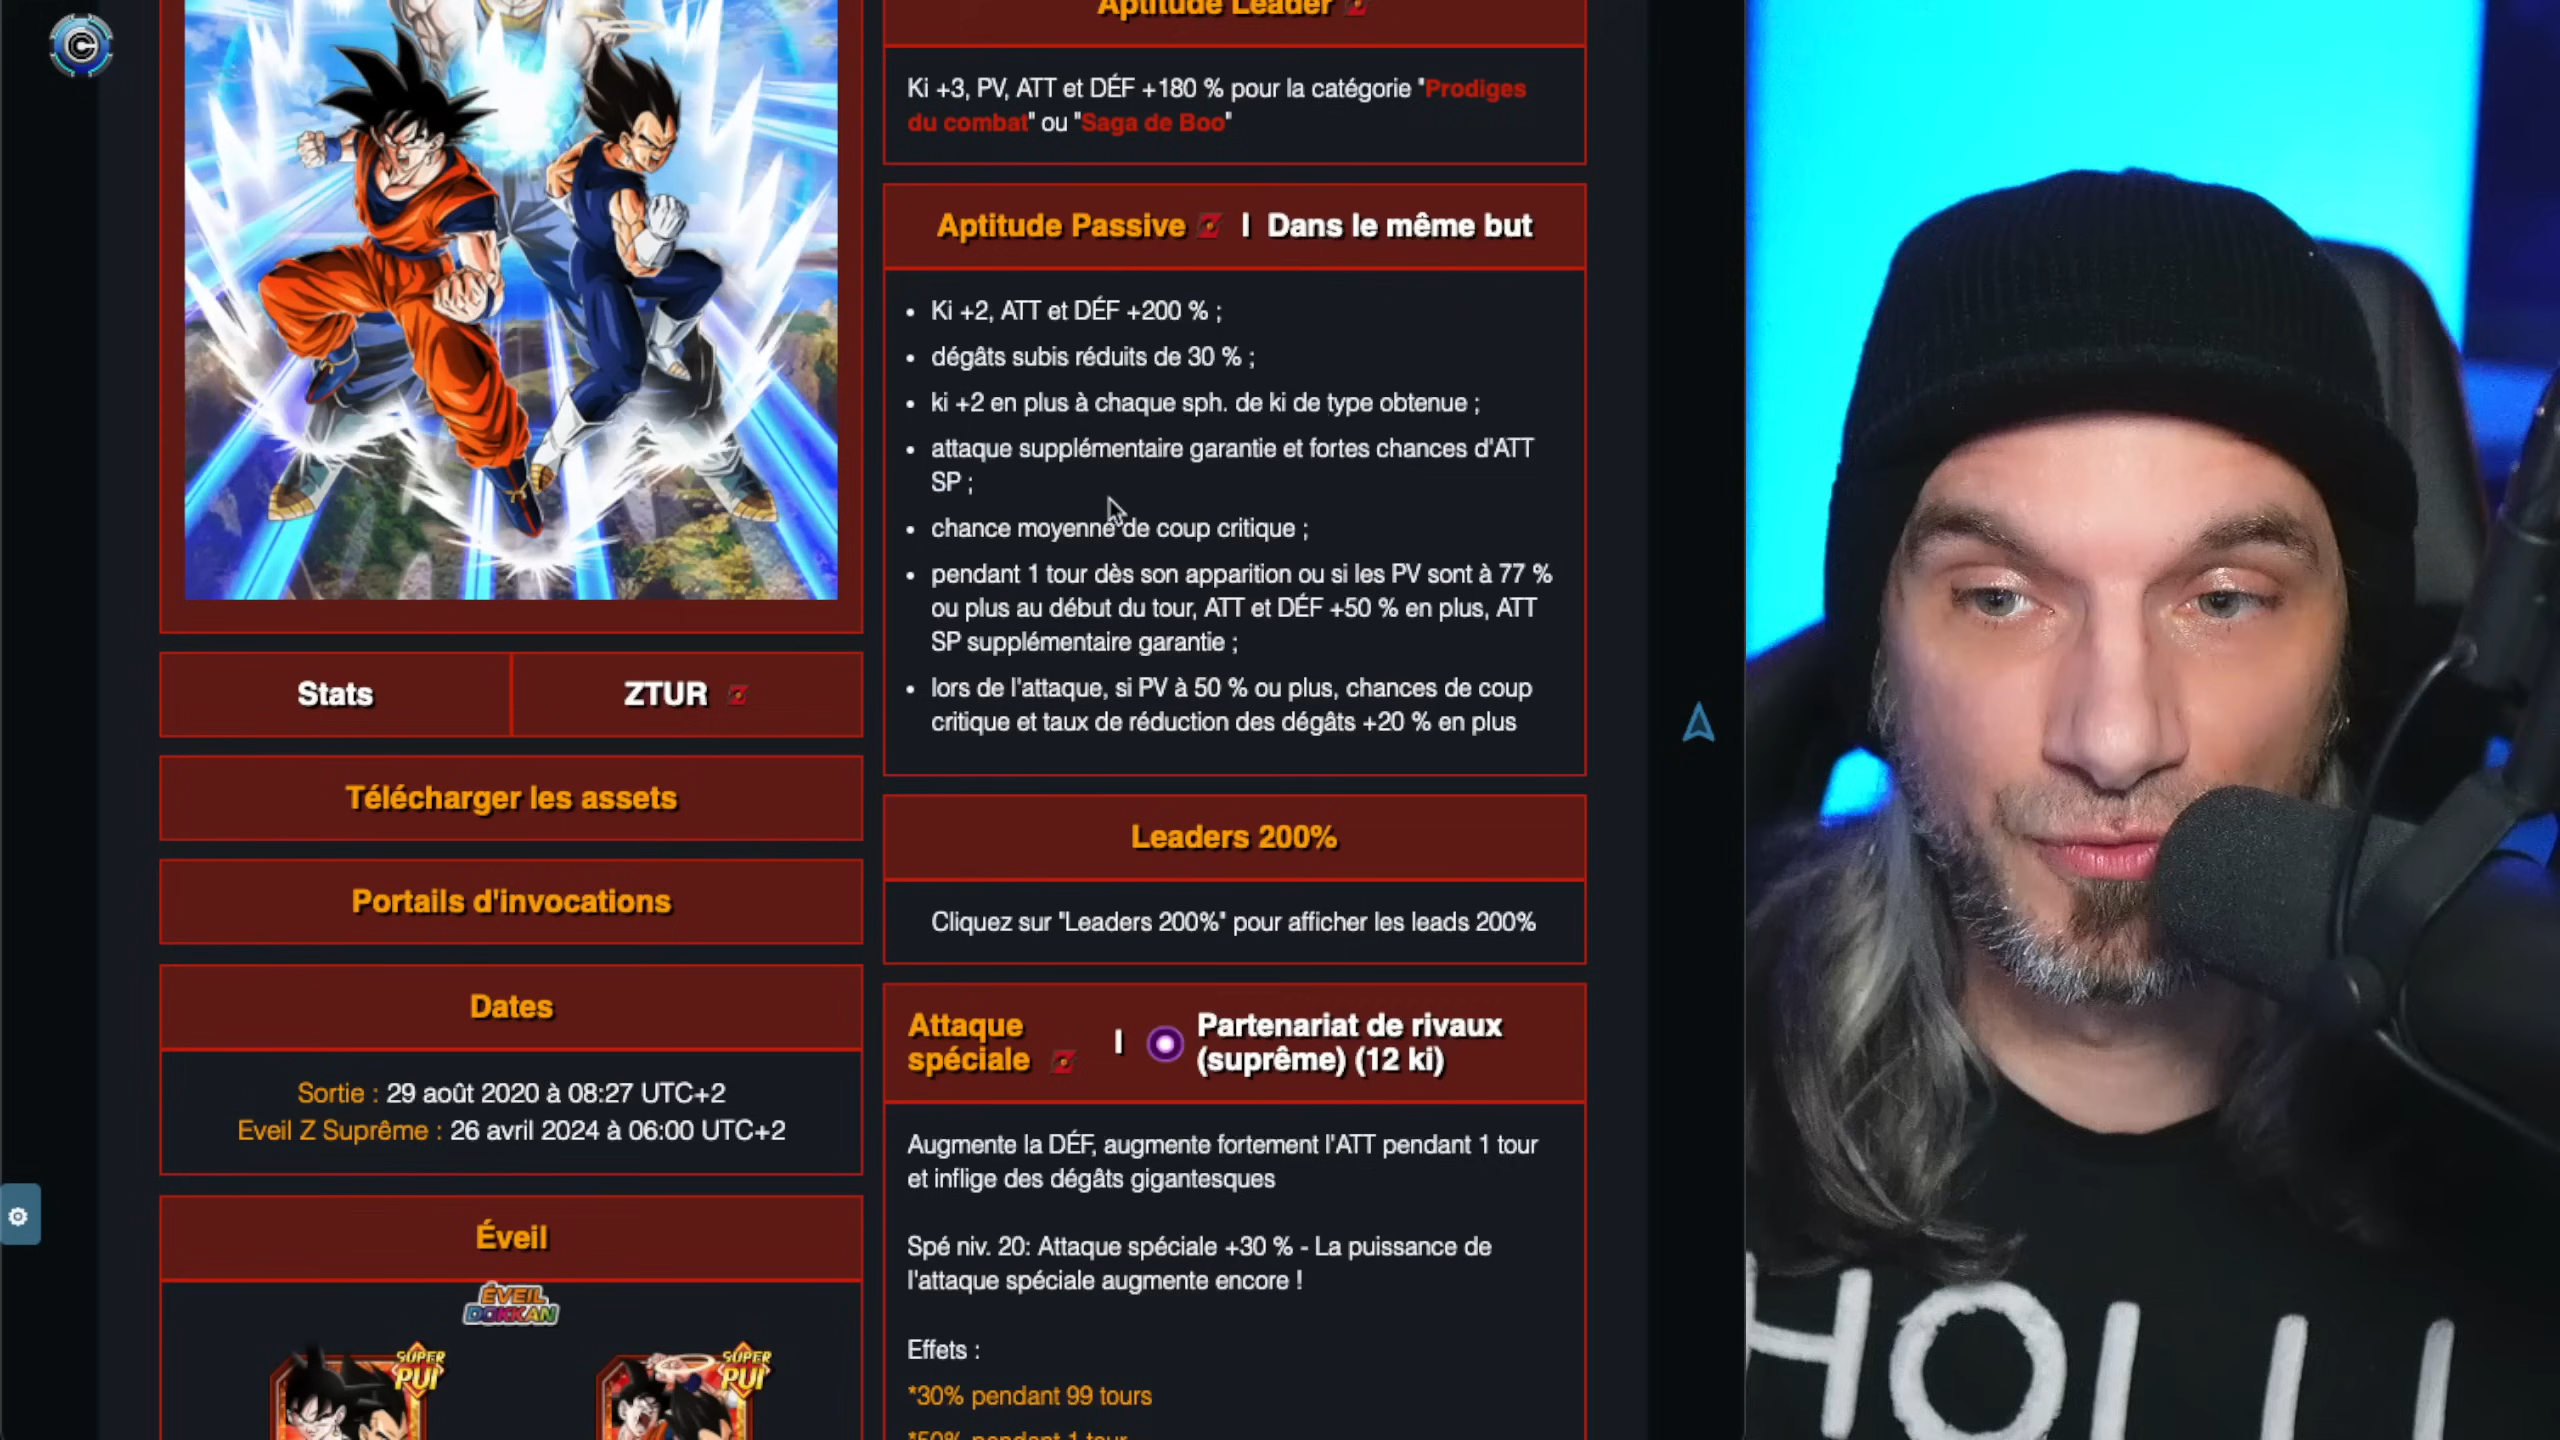 Aptitude Leader
Ki +3, PV, ATT et DÉF +180 % pour la catégorie "Prodiges
du combat" ou "Saga de Boo"
Aptitude Passive | Dans le même but
Ki +2, ATT et DÉF +200 % ;
dégâts subis réduits de 30 % ;
ki +2 en plus à chaque sph. de ki de type obtenue ;
attaque supplémentaire garantie et fortes chances d'ATT
SP ;
chance moyenne de coup critique ;
pendant 1 tour dès son apparition ou si les PV sont à 77 %
ou plus au début du tour, ATT et DÉF +50 % en plus, ATT
SP supplémentaire garantie ;
lors de l'attaque, si PV à 50 % ou plus, chances de coup
critique et taux de réduction des dégâts +20 % en plus
Stats
ZTUR
Télécharger les assets
Portails d'invocations
Dates
Sortie : 29 août 2020 à 08:27 UTC+2
Eveil Z Suprême : 26 avril 2024 à 06:00 UTC+2
Éveil
ÉVEIL
DOKKAN
SUPER
PUI
SUPER
PUI
Leaders 200%
Cliquez sur "Leaders 200%" pour afficher les leads 200%
Attaque
spéciale
|
Partenariat de rivaux
(suprême) (12 ki)
Augmente la DÉF, augmente fortement l'ATT pendant 1 tour
et inflige des dégâts gigantesques
Spé niv. 20: Attaque spéciale +30 % - La puissance de
l'attaque spéciale augmente encore !
Effets :
*30% pendant 99 tours
*50% pendant 1 tour